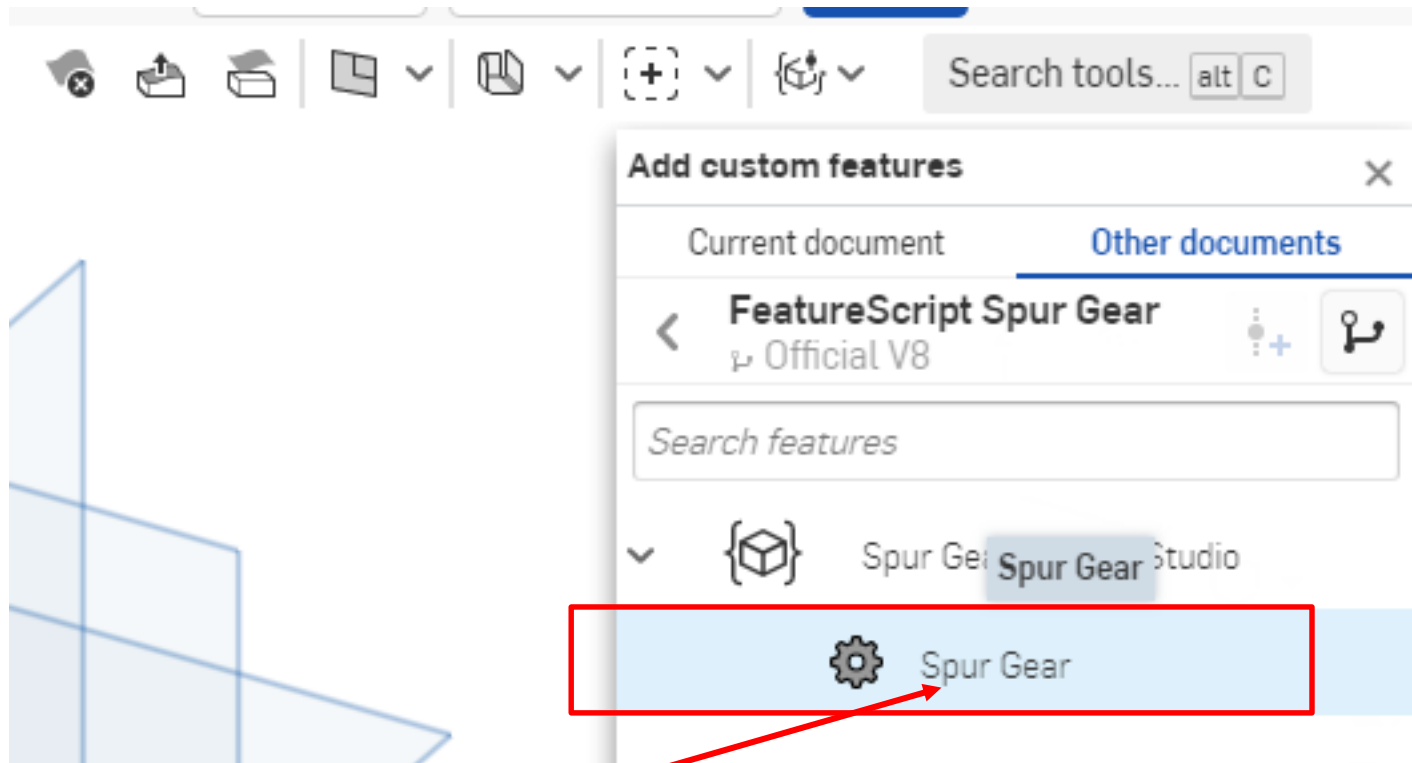 Search tools... alt C
Add custom features
Current document Other documents
FeatureScript Spur Gear
Official V8
Search features
Spur Gea Spur Gear Studio
Spur Gear